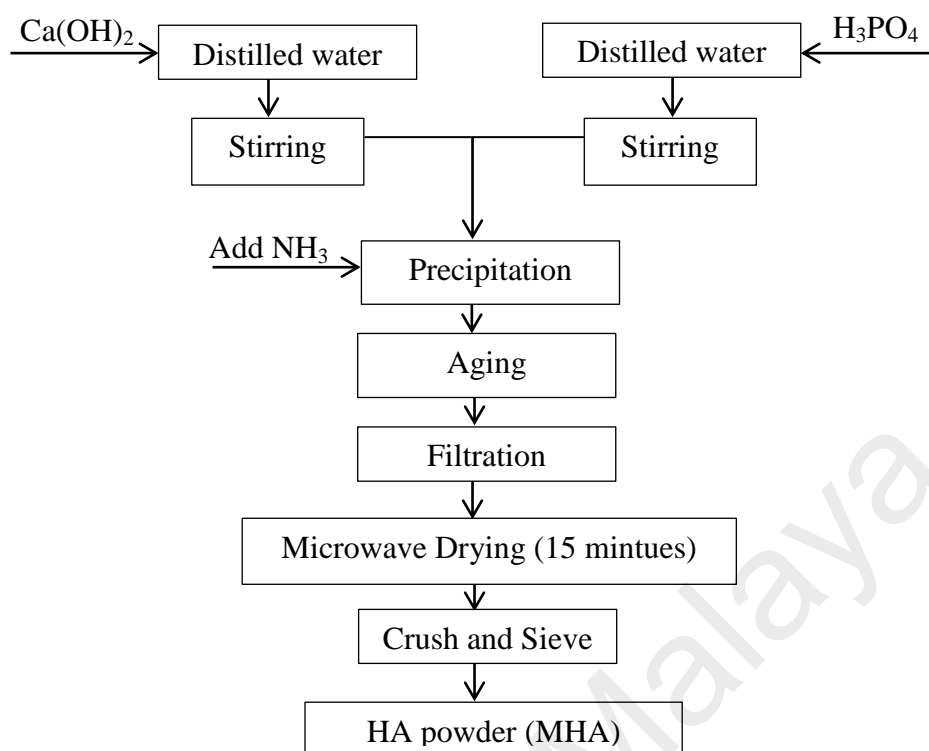 Ca(OH)₂
H₃PO₄
Distilled water
Distilled water
Stirring
Stirring
Add NH₃
Precipitation
Aging
Filtration
Microwave Drying (15 mintues)
Crush and Sieve
HA powder (MHA)
Malaya